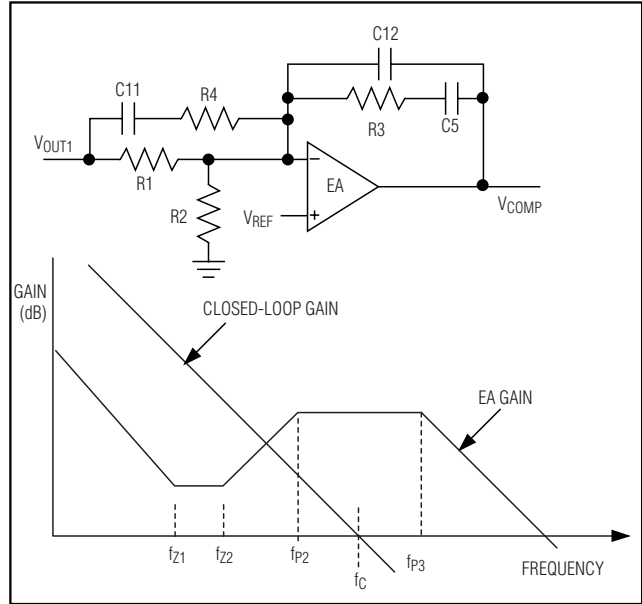 C12
C11
R4
R3
C5
VOUT1
R1
EA
R2
VREF
VCOMP
−
+
GAIN
(dB)
CLOSED-LOOP GAIN
EA GAIN
fZ1
fZ2
fP2
fC
fP3
FREQUENCY